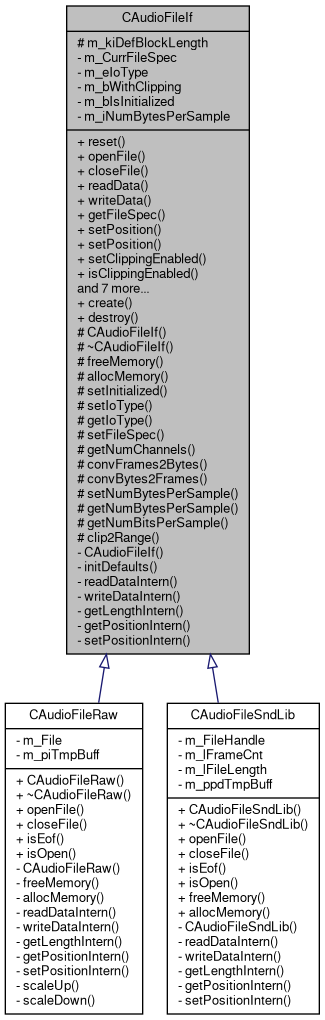 CAudioFileIf
# m_kiDefBlockLength
- m_CurrFileSpec
- m_eIoType
- m_bWithClipping
- m_bIsInitialized
- m_iNumBytesPerSample
+ reset()
+ openFile()
+ closeFile()
+ readData()
+ writeData()
+ getFileSpec()
+ setPosition()
+ setPosition()
+ setClippingEnabled()
+ isClippingEnabled()
and 7 more...
+ create()
+ destroy()
# CAudioFileIf()
# ~CAudioFileIf()
# freeMemory()
# allocMemory()
# setInitialized()
# setIoType()
# getIoType()
# setFileSpec()
# getNumChannels()
# convFrames2Bytes()
# convBytes2Frames()
# setNumBytesPerSample()
# getNumBytesPerSample()
# getNumBitsPerSample()
# clip2Range()
- CAudioFileIf()
- initDefaults()
- readDataIntern()
- writeDataIntern()
- getLengthIntern()
- getPositionIntern()
- setPositionIntern()
CAudioFileRaw
- m_File
- m_piTmpBuff
+ CAudioFileRaw()
+ ~CAudioFileRaw()
+ openFile()
+ closeFile()
+ isEof()
+ isOpen()
- CAudioFileRaw()
- freeMemory()
- allocMemory()
- readDataIntern()
- writeDataIntern()
- getLengthIntern()
- getPositionIntern()
- setPositionIntern()
- scaleUp()
- scaleDown()
CAudioFileSndLib
- m_FileHandle
- m_lFrameCnt
- m_lFileLength
- m_ppdTmpBuff
+ CAudioFileSndLib()
+ ~CAudioFileSndLib()
+ openFile()
+ closeFile()
+ isEof()
+ isOpen()
+ freeMemory()
+ allocMemory()
- CAudioFileSndLib()
- readDataIntern()
- writeDataIntern()
- getLengthIntern()
- getPositionIntern()
- setPositionIntern()